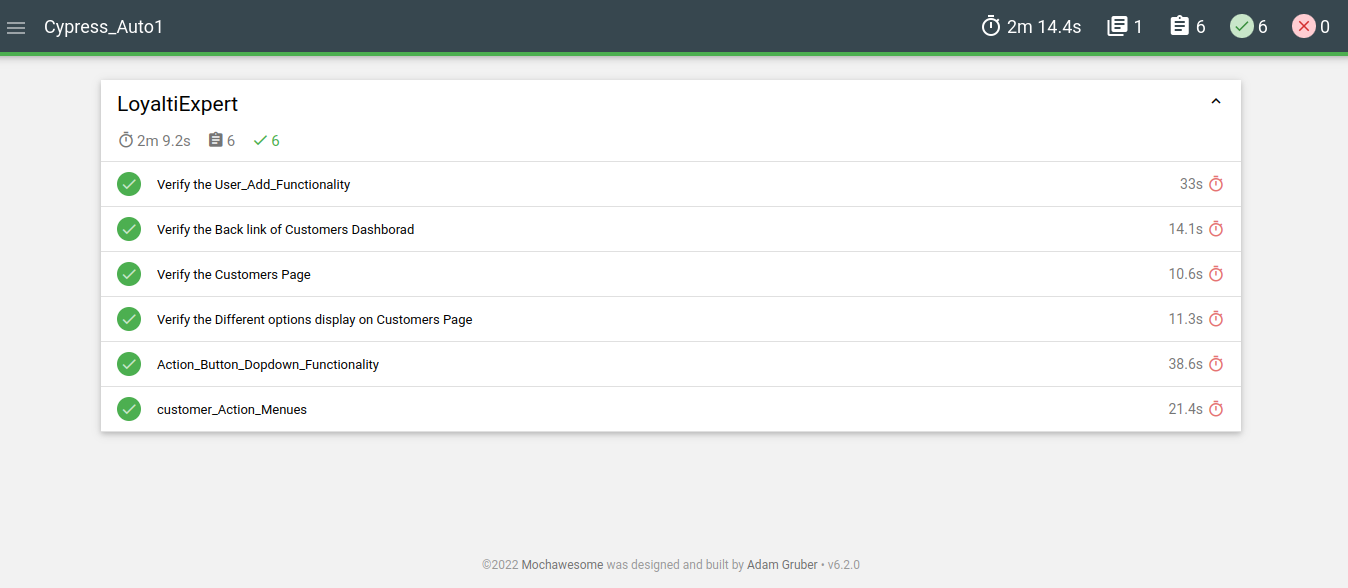 Cypress_Auto1 2m 14.4s 1 6 6 0
LoyaltiExpert
2m 9.2s 6 6
Verify the User_Add_Functionality 33s
Verify the Back link of Customers Dashborad 14.1s
Verify the Customers Page 10.6s
Verify the Different options display on Customers Page 11.3s
Action_Button_Dopdown_Functionality 38.6s
customer_Action_Menues 21.4s
©2022 Mochawesome was designed and built by Adam Gruber • v6.2.0